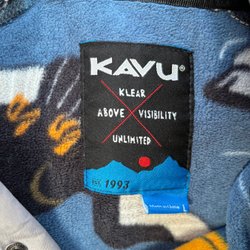 KAVU
KLEAR
ABOVE VISIBILITY
UNLIMITED
EST. 1993